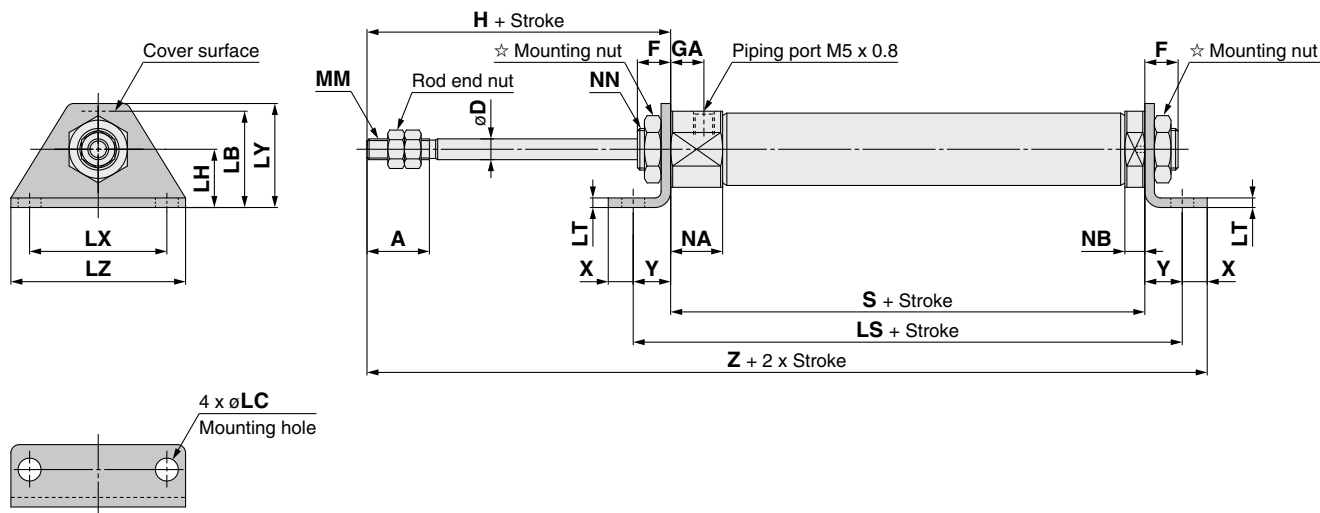 H + Stroke
Cover surface
☆ Mounting nut
F
GA
Piping port M5 x 0.8
F
☆ Mounting nut
MM
Rod end nut
øD
NN
LH
LB
LY
LX
LZ
A
LT
NA
NB
LT
X
Y
Y
X
S + Stroke
LS + Stroke
Z + 2 x Stroke
4 x øLC
Mounting hole